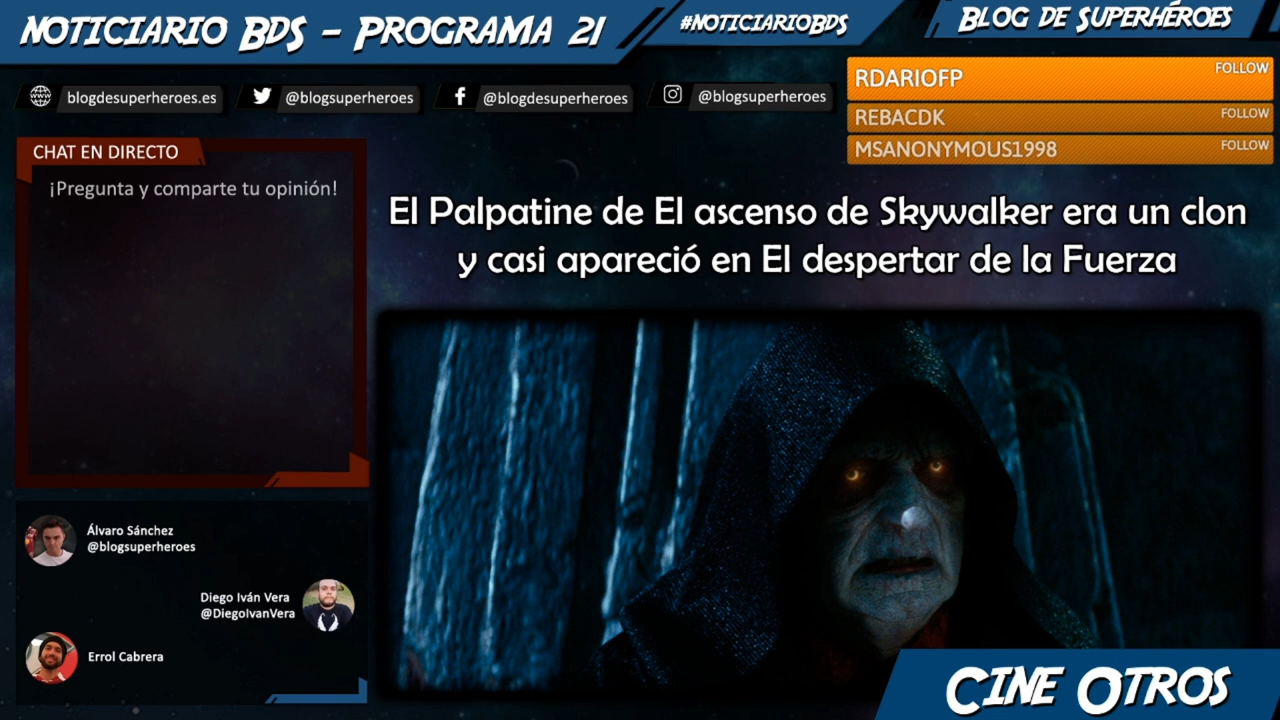 NOTICIARIO BDS - PROGRAMA 21
#NOTICIARIOBDS
BLOG DE SUPERHÉROES
www
blogdesuperheroes.es
@blogsuperheroes
@blogdesuperheroes
@blogsuperheroes
RDARIOFP
FOLLOW
REBACDK
FOLLOW
MSANONYMOUS1998
FOLLOW
CHAT EN DIRECTO
¡Pregunta y comparte tu opinión!
El Palpatine de El ascenso de Skywalker era un clon
y casi apareció en El despertar de la Fuerza
Álvaro Sánchez
@blogsuperheroes
Diego Iván Vera
@DiegoIvanVera
Errol Cabrera
CINE OTROS